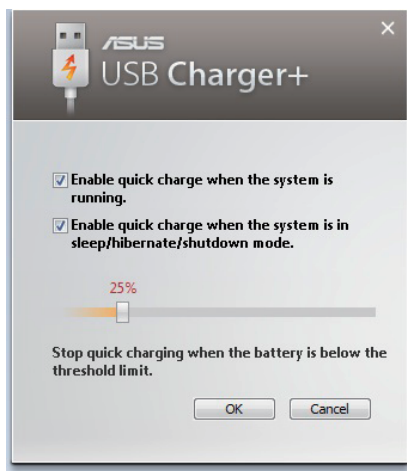 ASUS
USB Charger+
Enable quick charge when the system is
running.
Enable quick charge when the system is in
sleep/hibernate/shutdown mode.
25%
Stop quick charging when the battery is below the
threshold limit.
OK Cancel